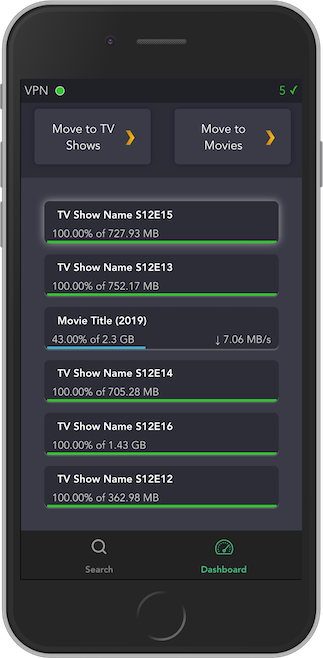 VPN
5 ✓
Move to TV
Shows
Move to
Movies
TV Show Name S12E15
100.00% of 727.93 MB
TV Show Name S12E13
100.00% of 752.17 MB
Movie Title (2019)
43.00% of 2.3 GB ↓ 7.06 MB/s
TV Show Name S12E14
100.00% of 705.28 MB
TV Show Name S12E16
100.00% of 1.43 GB
TV Show Name S12E12
100.00% of 362.98 MB
Search
Dashboard